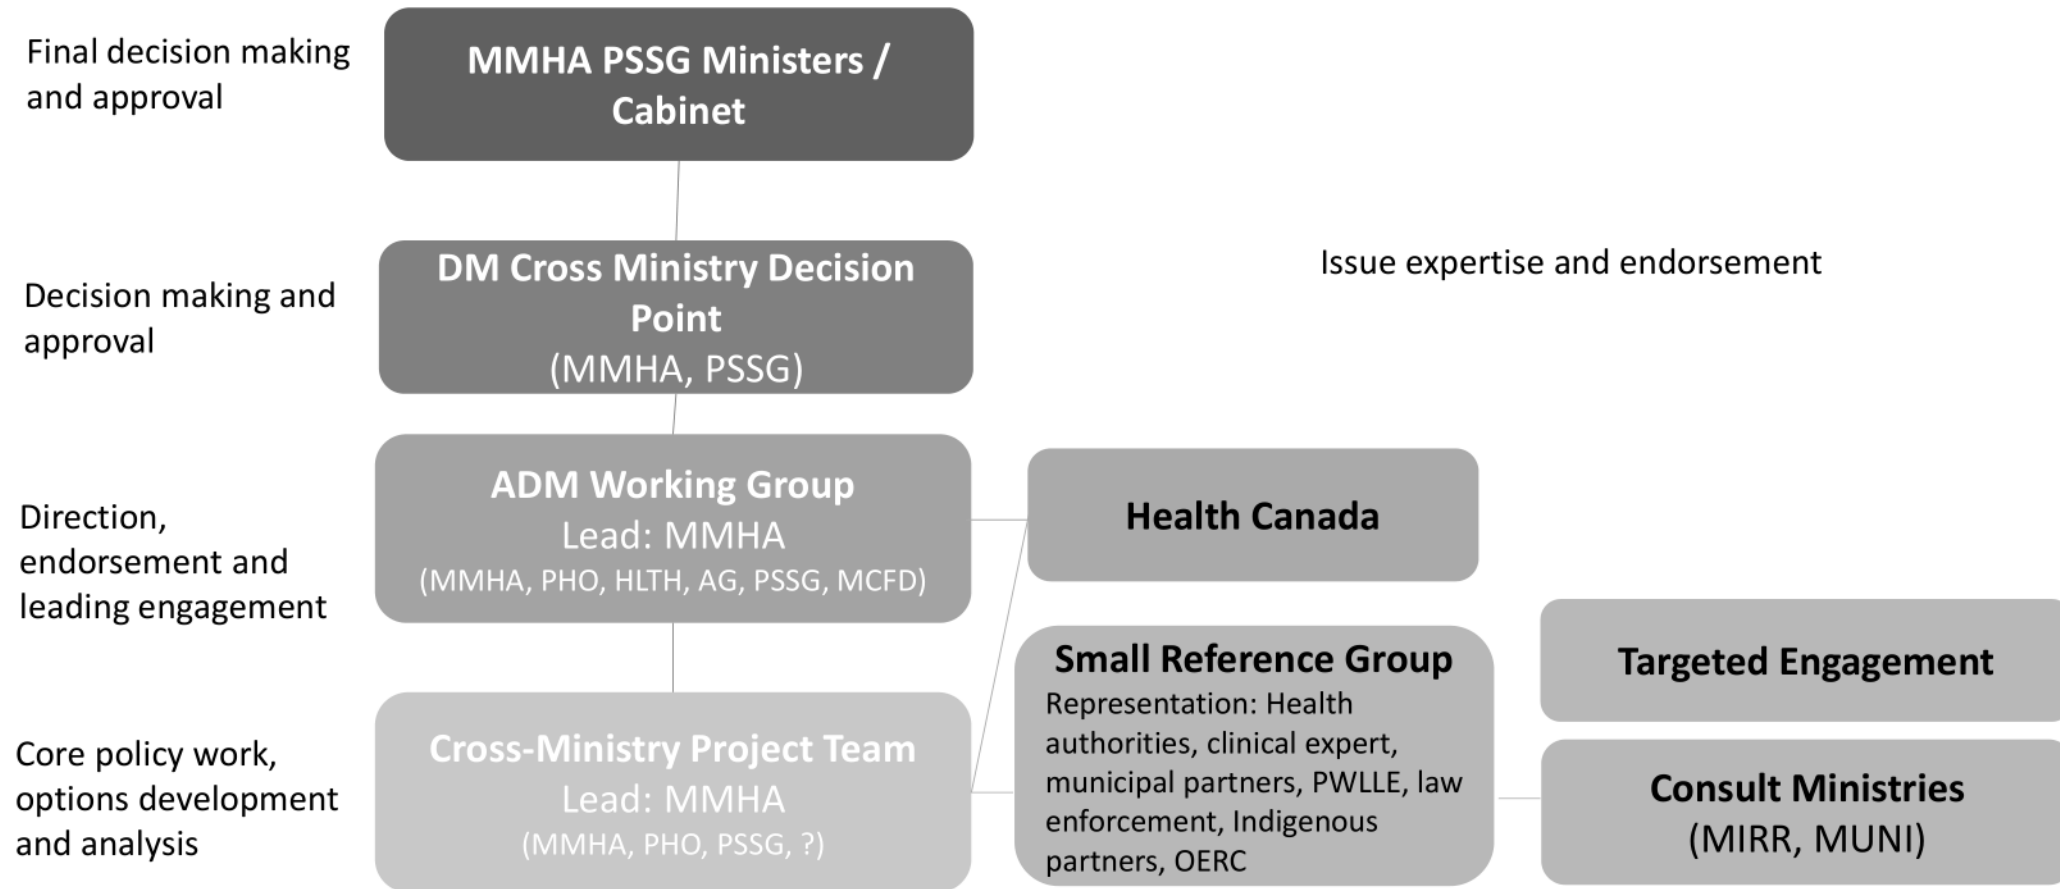 Final decision making
and approval
MMHA PSSG Ministers /
Cabinet
Decision making and
approval
DM Cross Ministry Decision
Point
(MMHA, PSSG)
Issue expertise and endorsement
Direction,
endorsement and
leading engagement
ADM Working Group
Lead: MMHA
(MMHA, PHO, HLTH, AG, PSSG, MCFD)
Health Canada
Core policy work,
options development
and analysis
Cross-Ministry Project Team
Lead: MMHA
(MMHA, PHO, PSSG, ?)
Small Reference Group
Representation: Health
authorities, clinical expert,
municipal partners, PWLLE, law
enforcement, Indigenous
partners, OERC
Targeted Engagement
Consult Ministries
(MIRR, MUNI)